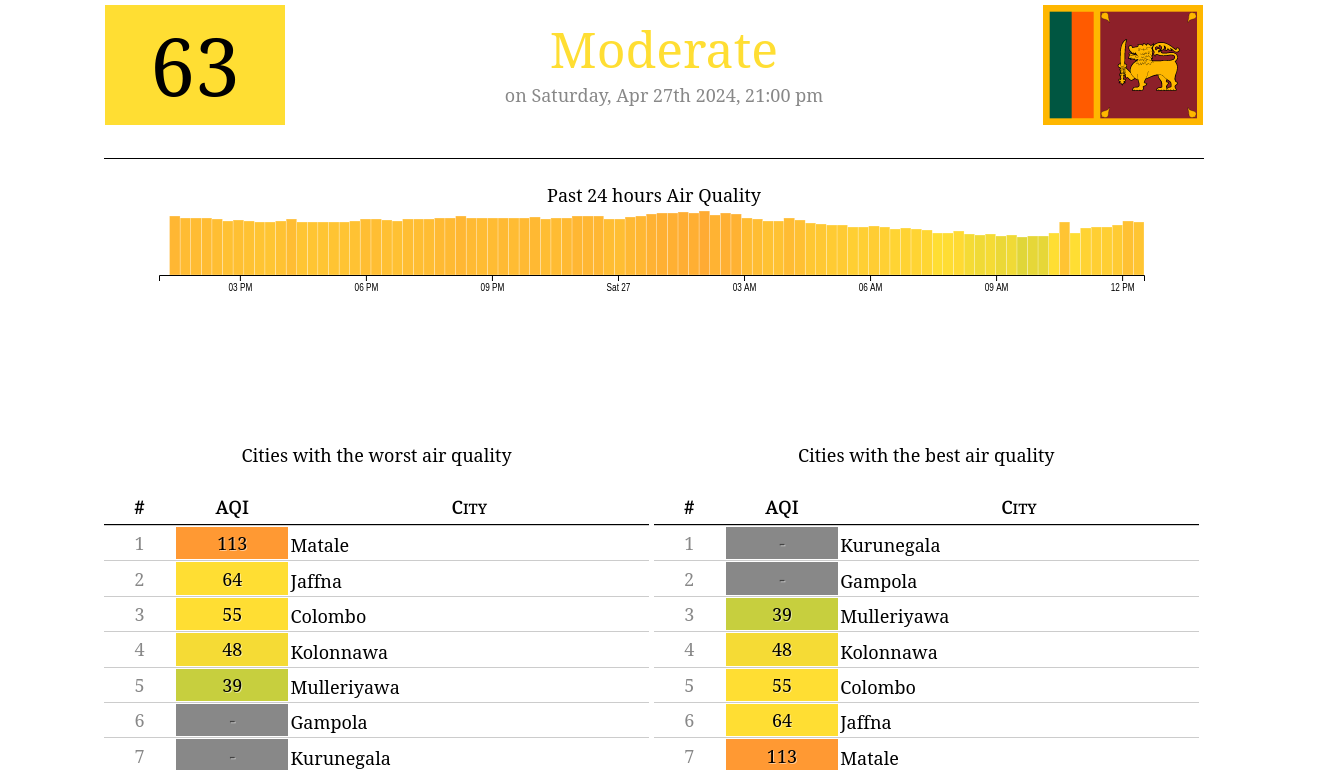 63
Moderate
on Saturday, Apr 27th 2024, 21:00 pm
Past 24 hours Air Quality
03 PM 06 PM 09 PM Sat 27 03 AM 06 AM 09 AM 12 PM
Cities with the worst air quality
# AQI City
1 113 Matale
2 64 Jaffna
3 55 Colombo
4 48 Kolonnawa
5 39 Mulleriyawa
6 - Gampola
7 - Kurunegala
Cities with the best air quality
# AQI City
1 - Kurunegala
2 - Gampola
3 39 Mulleriyawa
4 48 Kolonnawa
5 55 Colombo
6 64 Jaffna
7 113 Matale